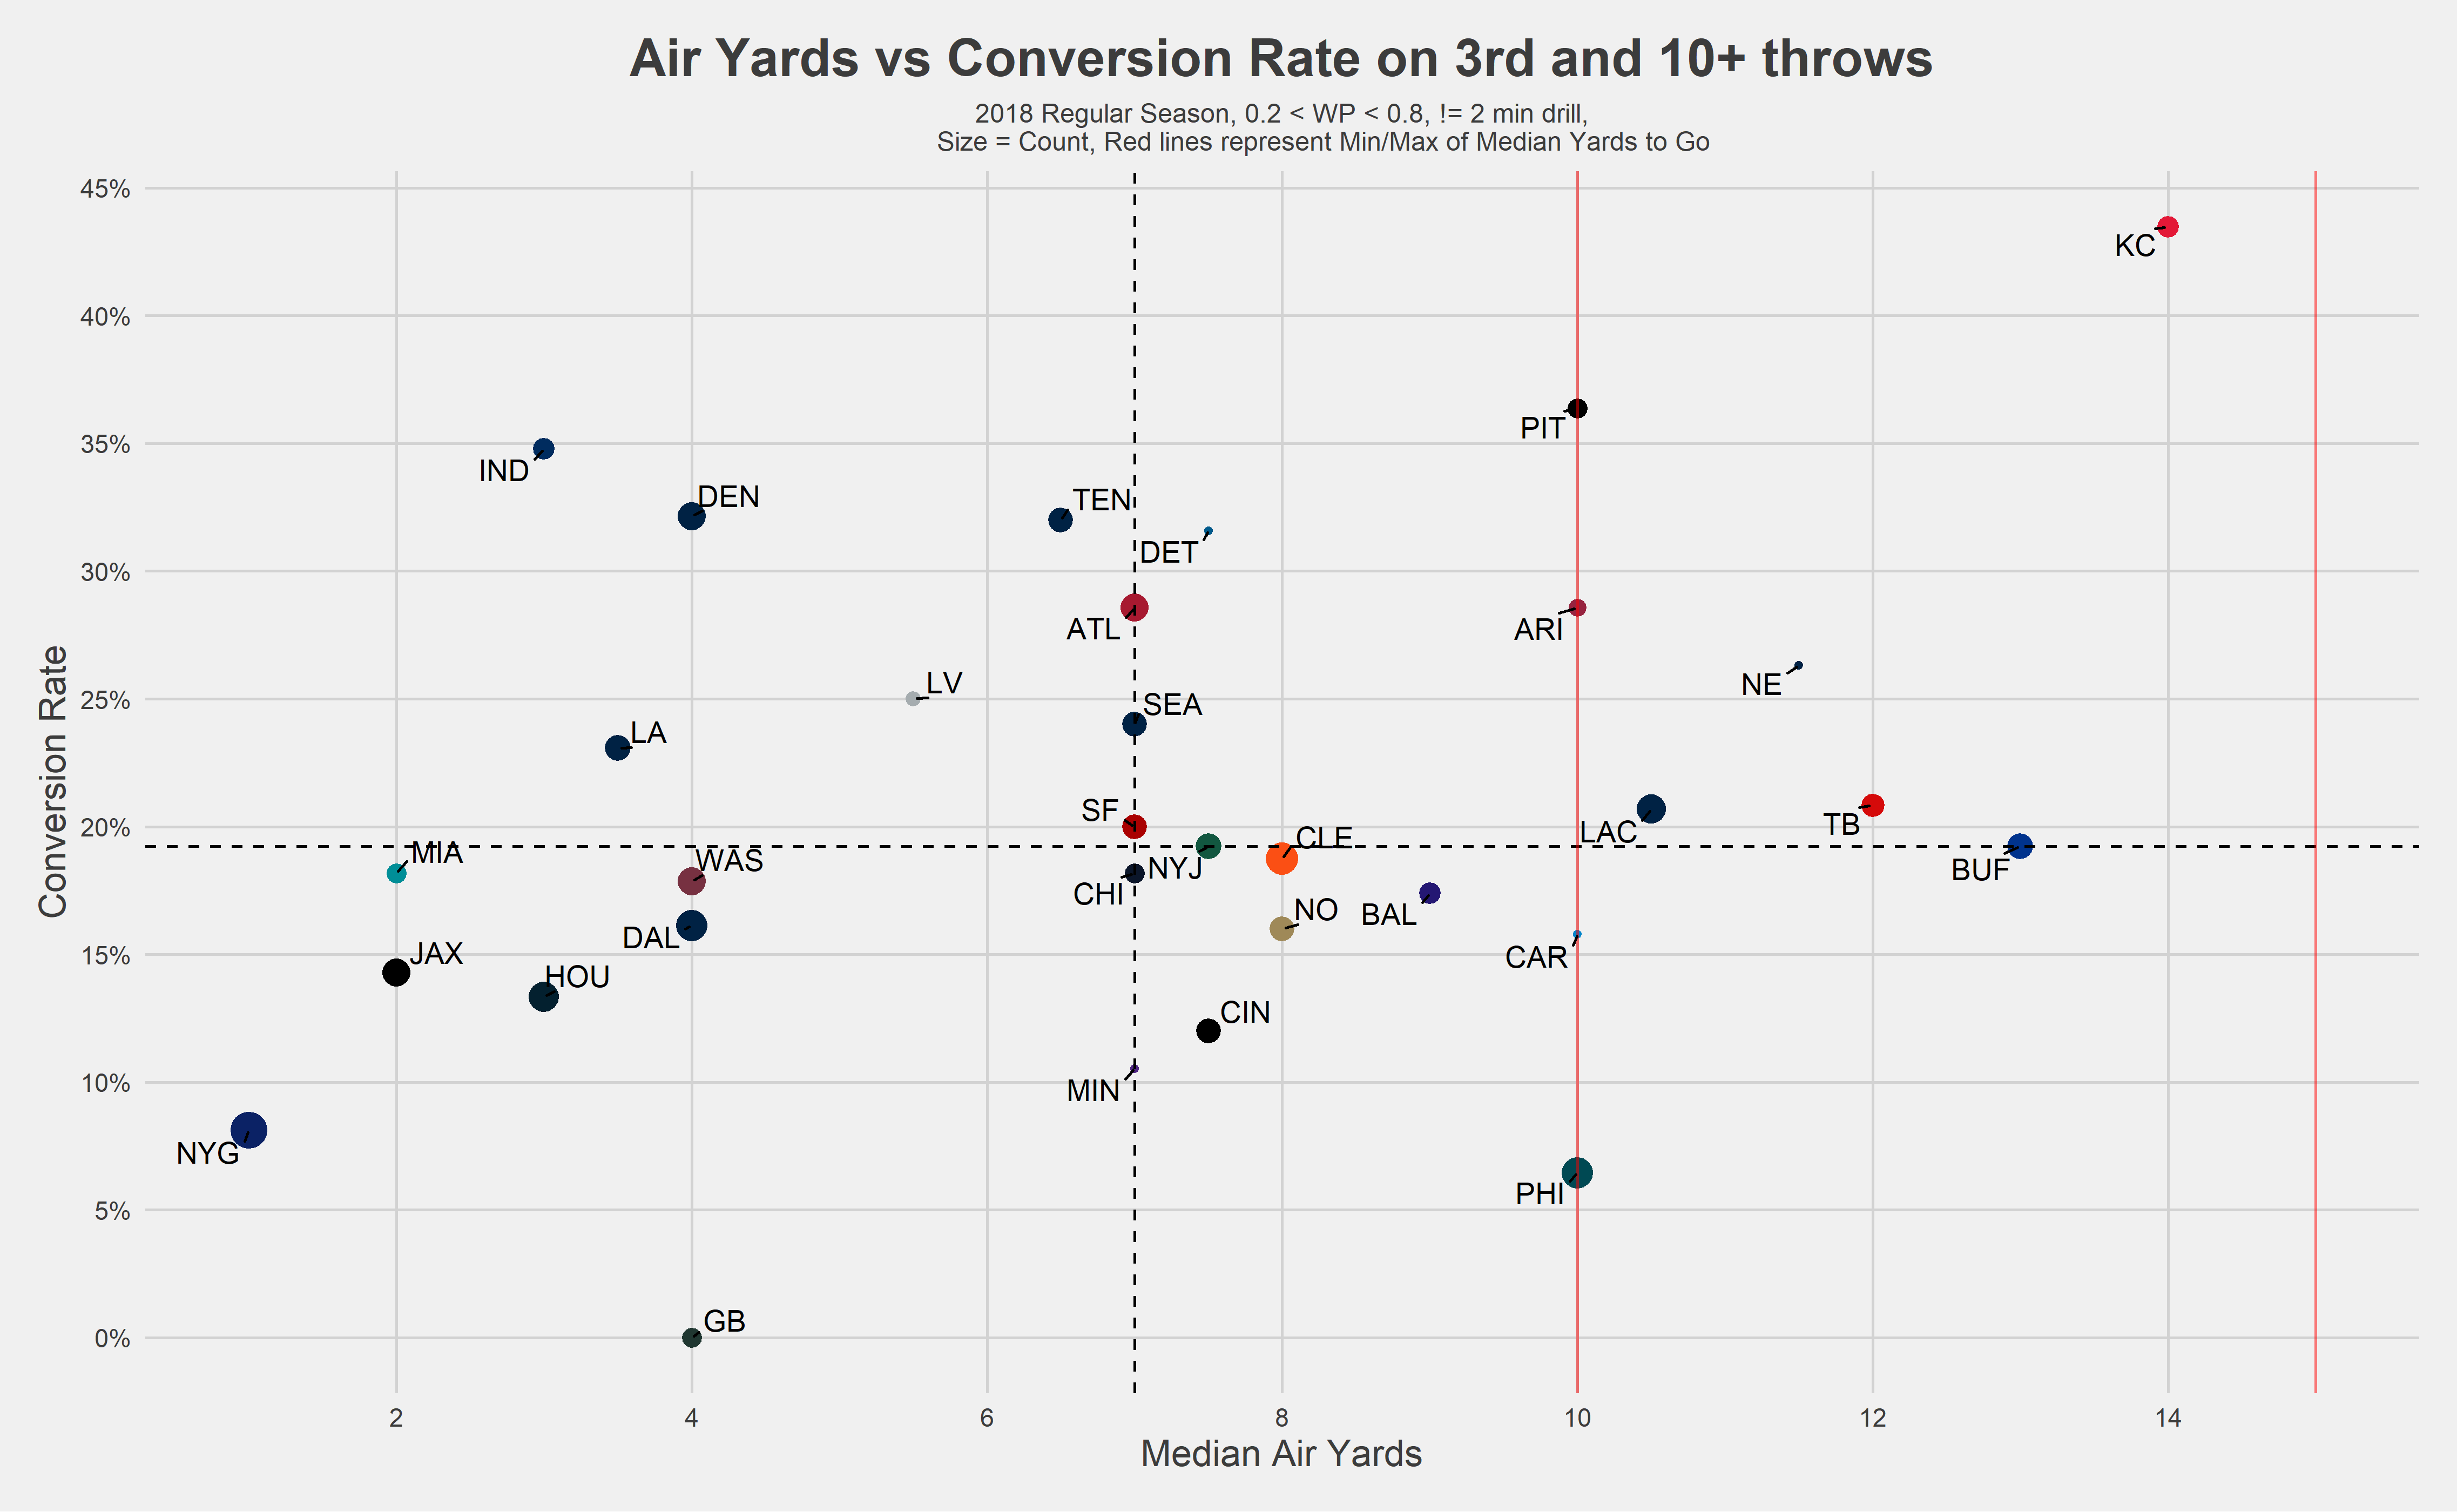 Air Yards vs Conversion Rate on 3rd and 10+ throws
2018 Regular Season, 0.2 < WP < 0.8, != 2 min drill,
Size = Count, Red lines represent Min/Max of Median Yards to Go
45%
KC
40%
PIT
35%
IND
DEN
TEN
DET
30%
ATL
ARI
NE
LV
25%
SEA
LA
SF
CLE
LAC
TB
20%
MIA
WAS
NYJ
BUF
CHI
NO
BAL
DAL
JAX
CAR
15%
HOU
CIN
MIN
10%
NYG
PHI
5%
GB
0%
Conversion Rate
2 4 6 8 10 12 14
Median Air Yards